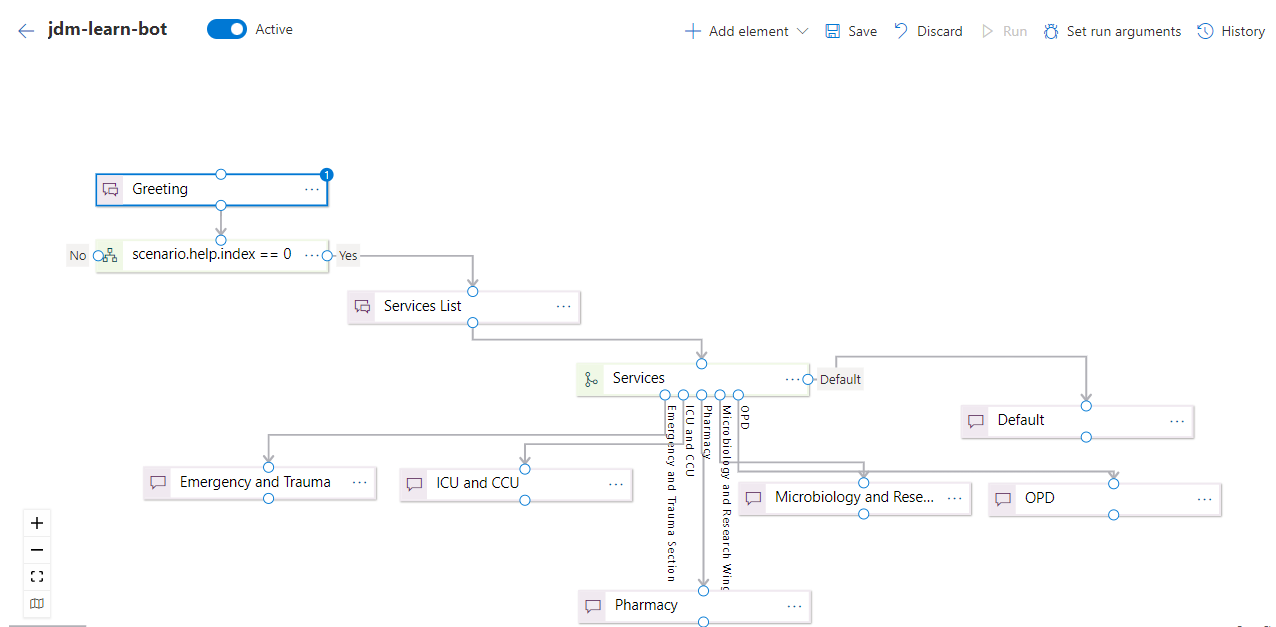 jdm-learn-bot
Active
Add element
Save
Discard
Run
Set run arguments
History
1
Greeting
...
No
scenario.help.index == 0
...
Yes
Services List
...
Services
...
Default
Emergency and Trauma Section
ICU and CCU
Pharmacy
Microbiology and Research Wing
OPD
Default
...
Emergency and Trauma
...
ICU and CCU
...
Microbiology and Rese...
...
OPD
...
Pharmacy
...